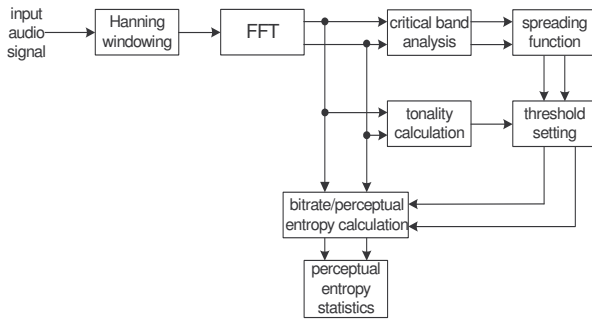 input
audio
signal
Hanning
windowing
FFT
critical band
analysis
spreading
function
tonality
calculation
threshold
setting
bitrate/perceptual
entropy calculation
perceptual
entropy
statistics